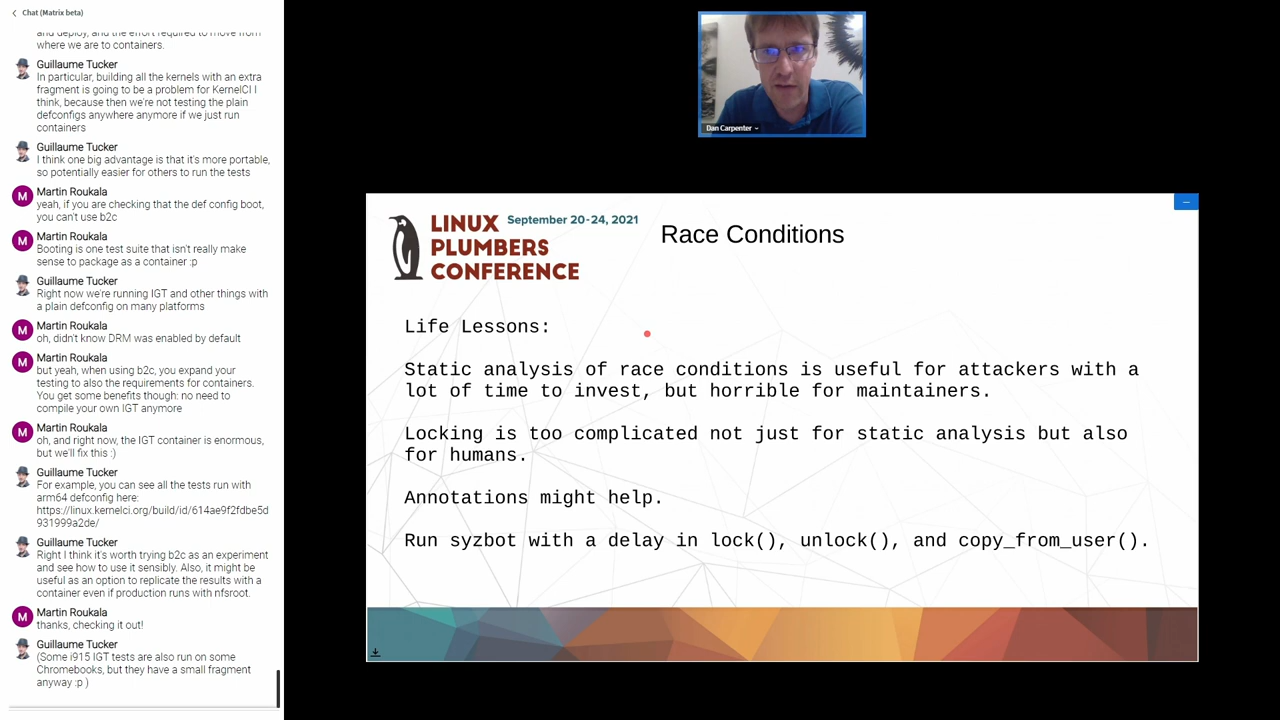 Chat (Matrix beta)
and deploy, and the effort required to move from
where we are to containers.
Guillaume Tucker
In particular, building all the kernels with an extra
fragment is going to be a problem for KernelCI I
think, because then we're not testing the plain
defconfigs anywhere anymore if we just run
containers
Guillaume Tucker
I think one big advantage is that it's more portable,
so potentially easier for others to run the tests
M
Martin Roukala
yeah, if you are checking that the def config boot,
you can't use b2c
M
Martin Roukala
Booting is one test suite that isn't really make
sense to package as a container :p
Guillaume Tucker
Right now we're running IGT and other things with
a plain defconfig on many platforms
M
Martin Roukala
oh, didn't know DRM was enabled by default
M
Martin Roukala
but yeah, when using b2c, you expand your
testing to also the requirements for containers.
You get some benefits though: no need to
compile your own IGT anymore
M
Martin Roukala
oh, and right now, the IGT container is enormous,
but we'll fix this :)
Guillaume Tucker
For example, you can see all the tests run with
arm64 defconfig here:
https://linux.kernelci.org/build/id/614ae9f2fdbe5d
931999a2de/
Guillaume Tucker
Right I think it's worth trying b2c as an experiment
and see how to use it sensibly. Also, it might be
useful as an option to replicate the results with a
container even if production runs with nfsroot.
M
Martin Roukala
thanks, checking it out!
Guillaume Tucker
(Some i915 IGT tests are also run on some
Chromebooks, but they have a small fragment
anyway :p )
Dan Carpenter
LINUX
PLUMBERS
CONFERENCE
September 20-24, 2021
Race Conditions
Life Lessons:
Static analysis of race conditions is useful for attackers with a
lot of time to invest, but horrible for maintainers.
Locking is too complicated not just for static analysis but also
for humans.
Annotations might help.
Run syzbot with a delay in lock(), unlock(), and copy_from_user().